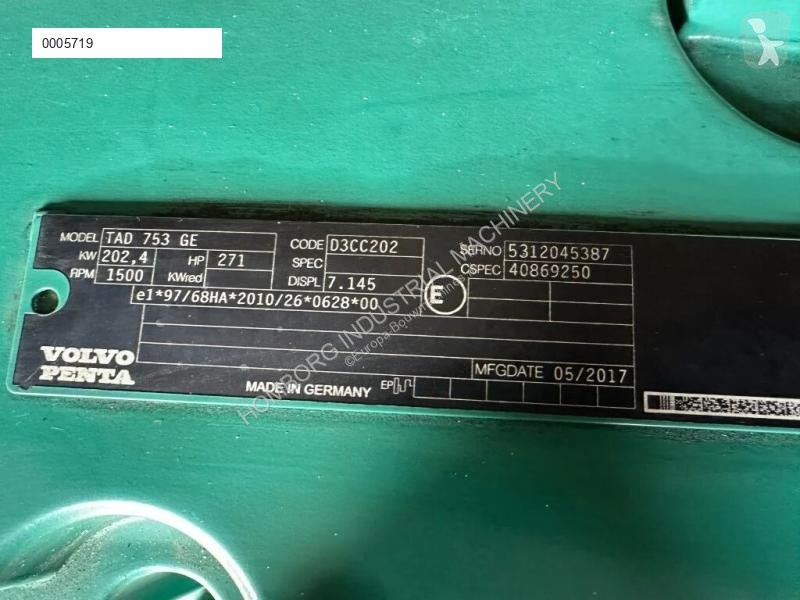 0005719
MODEL TAD 753 GE CODE D3CC202 SERNO 5312045387
KW 202,4 HP 271 SPEC CSPEC 40869250
RPM 1500 KWred DISPL 7.145
e1*97/68HA*2010/26*0628*00 E
VOLVO
PENTA
MFGDATE 05/2017
MADE IN GERMANY EP
HOMBORG INDUSTRIAL MACHINERY